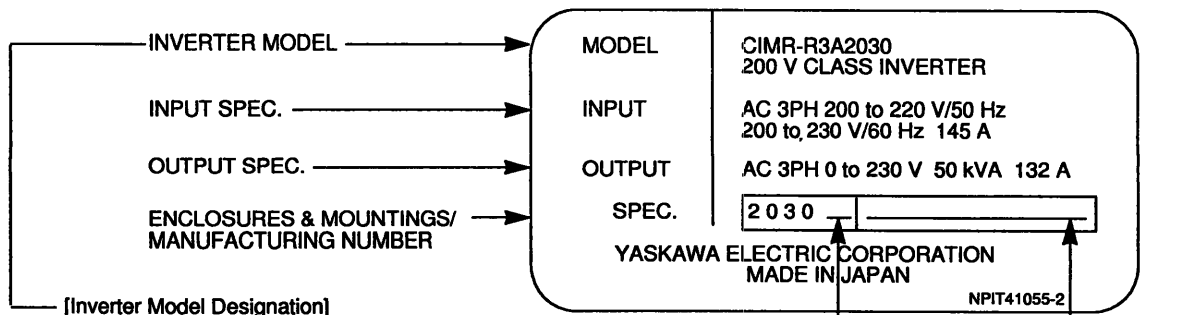 INVERTER MODEL MODEL CIMR-R3A2030
200 V CLASS INVERTER
INPUT SPEC. INPUT AC 3PH 200 to 220 V/50 Hz
200 to 230 V/60 Hz 145 A
OUTPUT SPEC. OUTPUT AC 3PH 0 to 230 V 50 kVA 132 A
ENCLOSURES & MOUNTINGS/ SPEC. 2030
MANUFACTURING NUMBER
YASKAWA ELECTRIC CORPORATION
MADE IN JAPAN
NPIT41055-2
[Inverter Model Designation]